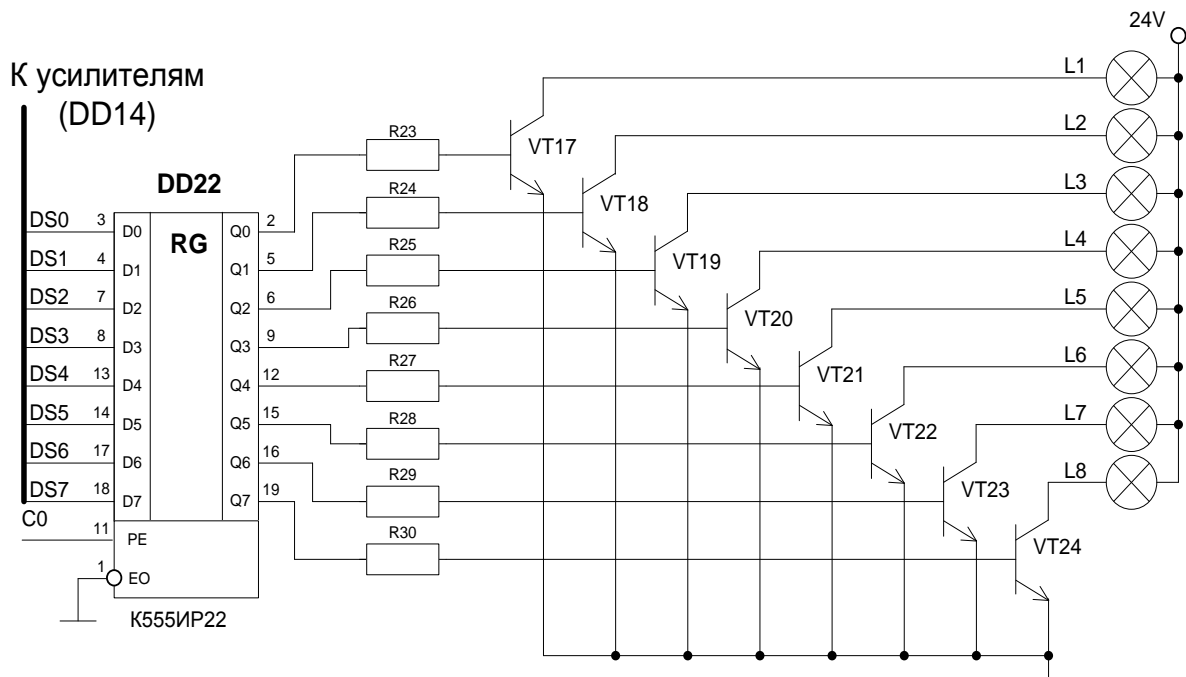 24V
К усилителям
(DD14)
L1
L2
L3
L4
L5
L6
L7
L8
R23
R24
R25
R26
R27
R28
R29
R30
VT17
VT18
VT19
VT20
VT21
VT22
VT23
VT24
DD22
RG
DS0 3 D0 Q0 2
DS1 4 D1 Q1 5
DS2 7 D2 Q2 6
DS3 8 D3 Q3 9
DS4 13 D4 Q4 12
DS5 14 D5 Q5 15
DS6 17 D6 Q6 16
DS7 18 D7 Q7 19
C0 11 PE
1 EO
К555ИР22